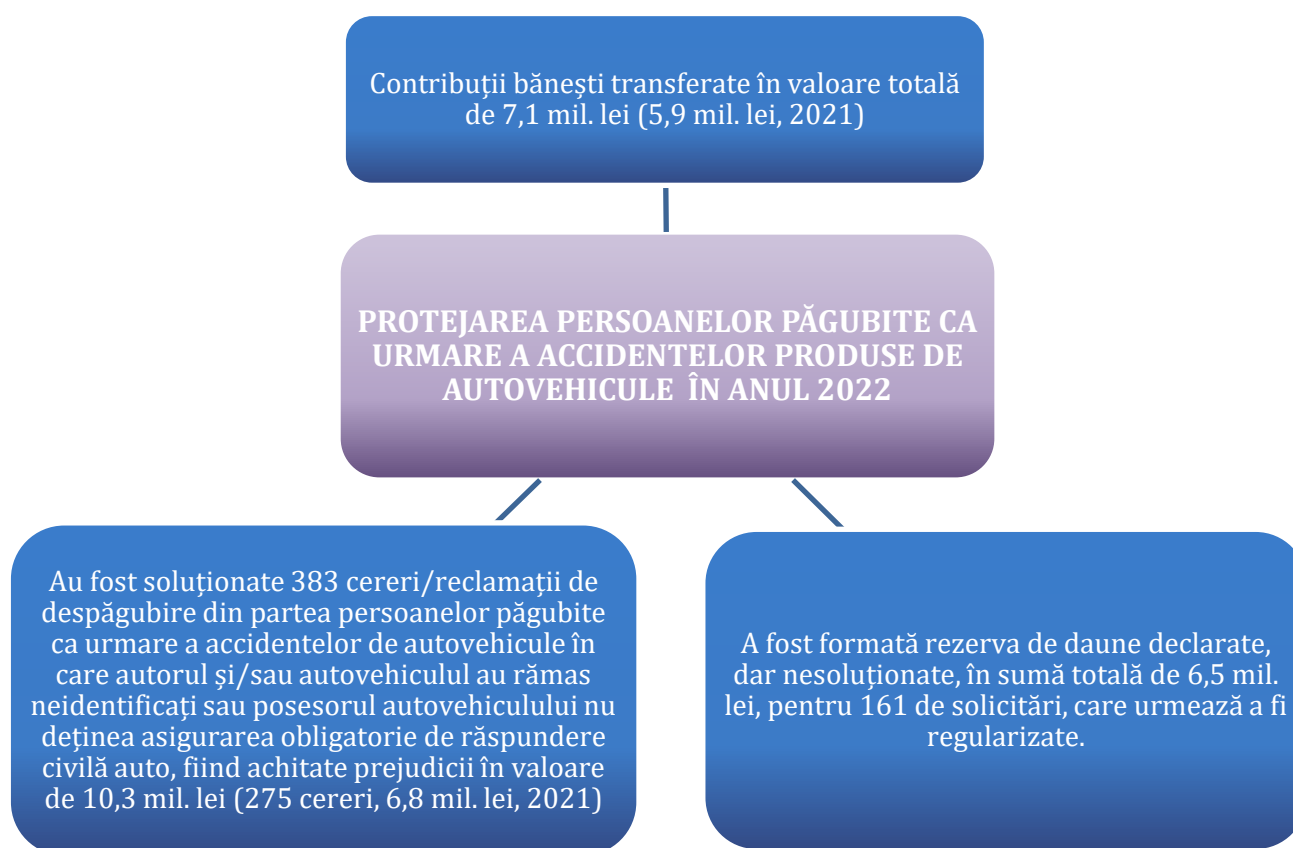 Contribuții bănești transferate în valoare totală
de 7,1 mil. lei (5,9 mil. lei, 2021)
PROTEJAREA PERSOANELOR PĂGUBITE CA
URMARE A ACCIDENTELOR PRODUSE DE
AUTOVEHICULE ÎN ANUL 2022
Au fost soluționate 383 cereri/reclamații de
despăgubire din partea persoanelor păgubite
ca urmare a accidentelor de autovehicule în
care autorul și/sau autovehiculul au rămas
neidentificați sau posesorul autovehiculului nu
deținea asigurarea obligatorie de răspundere
civilă auto, fiind achitate prejudicii în valoare
de 10,3 mil. lei (275 cereri, 6,8 mil. lei, 2021)
A fost formată rezerva de daune declarate,
dar nesoluționate, în sumă totală de 6,5 mil.
lei, pentru 161 de solicitări, care urmează a fi
regularizate.